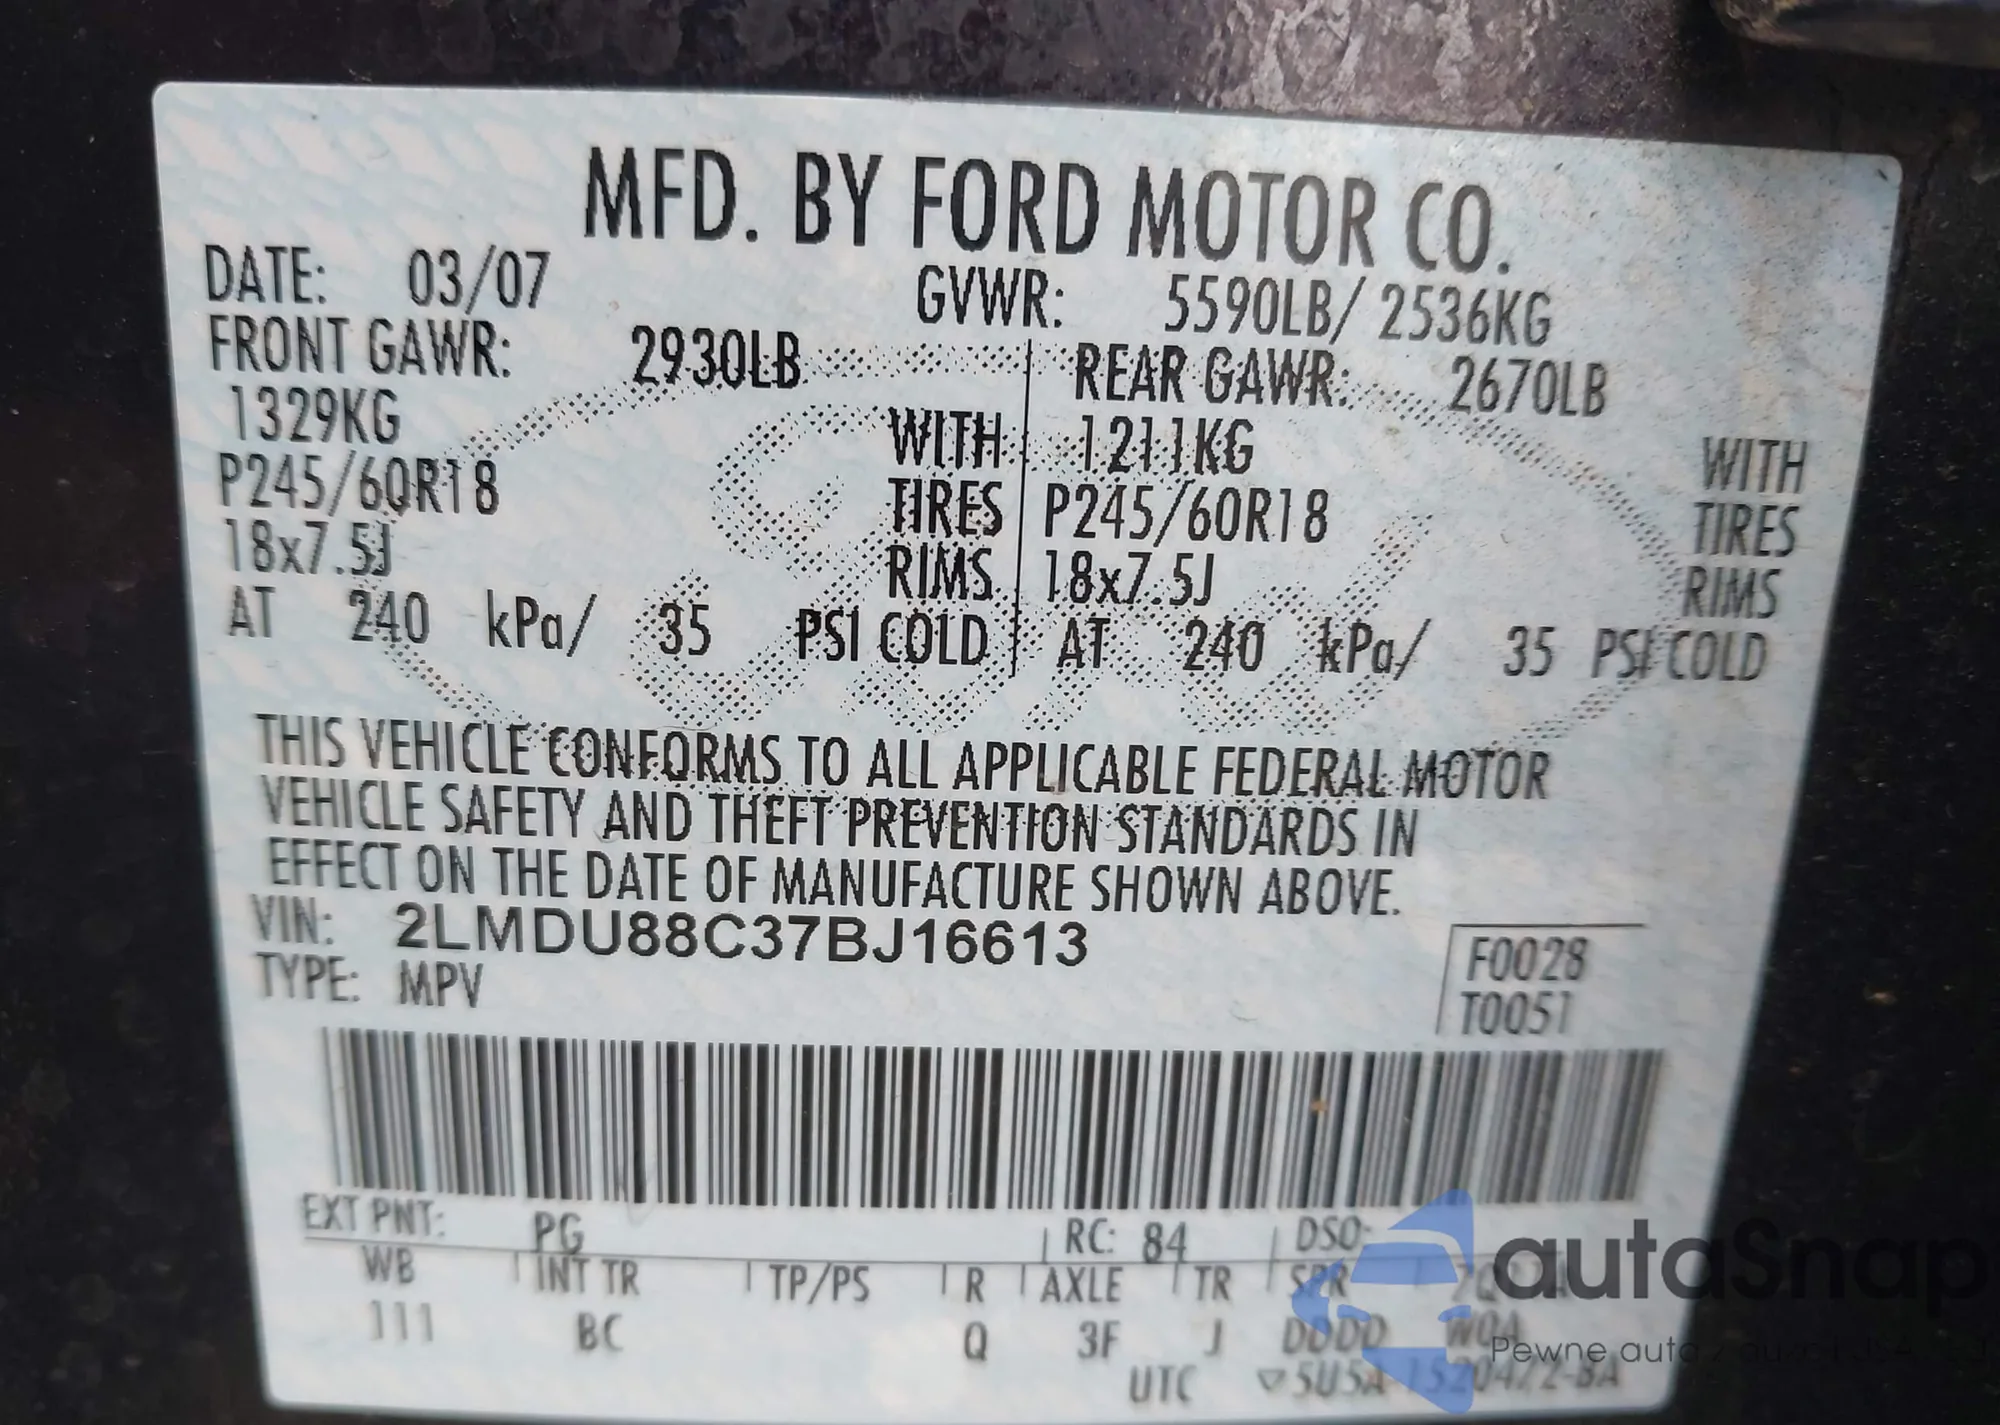 MFD. BY FORD MOTOR CO.
DATE: 03/07 GVWR: 5590LB/ 2536KG
FRONT GAWR: 2930LB REAR GAWR: 2670LB
1329KG WITH 1211KG WITH
P245/60R18 TIRES P245/60R18 TIRES
18x7.5J RIMS 18x7.5J RIMS
AT 240 kPa/ 35 PSI COLD AT 240 kPa/ 35 PSI COLD
THIS VEHICLE CONFORMS TO ALL APPLICABLE FEDERAL MOTOR
VEHICLE SAFETY AND THEFT PREVENTION STANDARDS IN
EFFECT ON THE DATE OF MANUFACTURE SHOWN ABOVE.
VIN: 2LMDU88C37BJ16613
TYPE: MPV
F0028
T0051
EXT PNT: PG RC: 84 DSO:
WB INT TR TP/PS R AXLE TR SPR
111 BC Q 3F J DDDD
UTC
autaSnap
Pewne auta